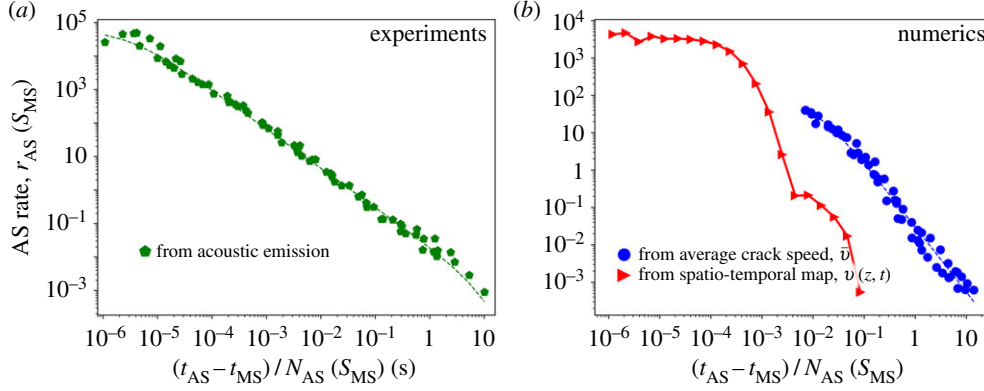 (a)
experiments
AS rate, r_AS (S_MS)
10^5
10^3
10
10^−1
10^−3
from acoustic emission
10^−6 10^−5 10^−4 10^−3 10^−2 10^−1 1 10
(t_AS – t_MS) / N_AS (S_MS) (s)
(b)
numerics
10^4
10^3
10^2
10
1
10^−1
10^−2
10^−3
from average crack speed, v̄
from spatio-temporal map, v (z, t)
10^−6 10^−5 10^−4 10^−3 10^−2 10^−1 1 10
(t_AS – t_MS) / N_AS (S_MS)